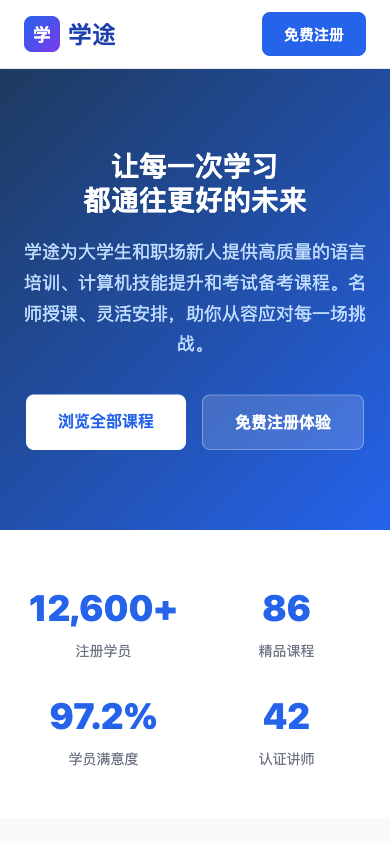 学 学途
免费注册
让每一次学习
都通往更好的未来
学途为大学生和职场新人提供高质量的语言
培训、计算机技能提升和考试备考课程。名
师授课、灵活安排，助你从容应对每一场挑
战。
浏览全部课程
免费注册体验
12,600+
86
注册学员
精品课程
97.2%
42
学员满意度
认证讲师